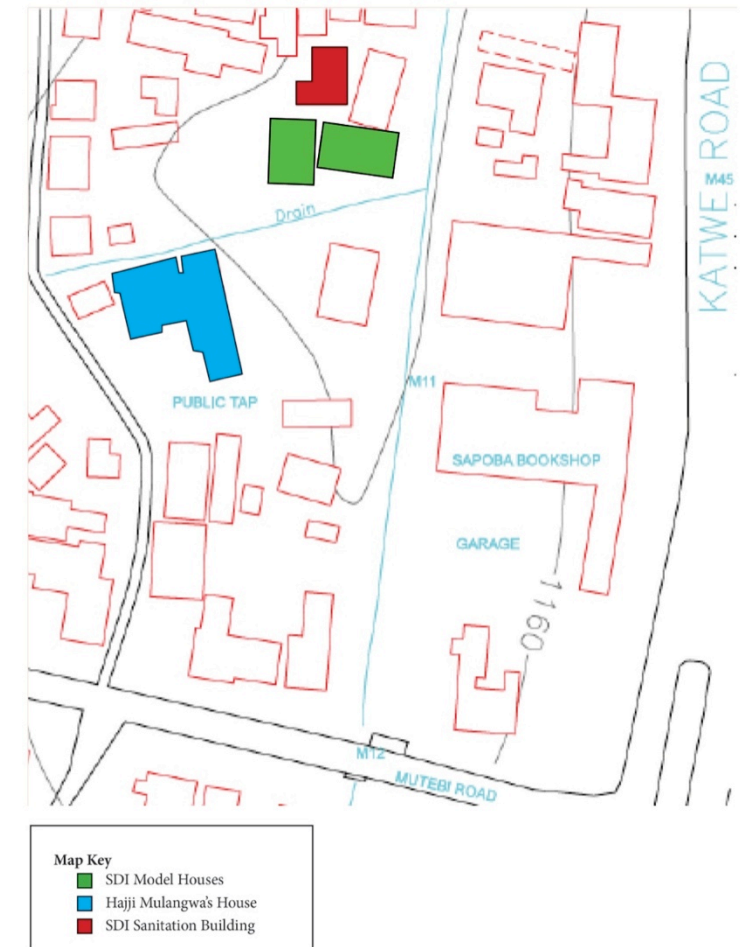 KATWE ROAD
M45
Drain
M11
PUBLIC TAP
SAPOBA BOOKSHOP
GARAGE
1160
M12
MUTEBI ROAD
Map Key
SDI Model Houses
Hajji Mulangwa's House
SDI Sanitation Building